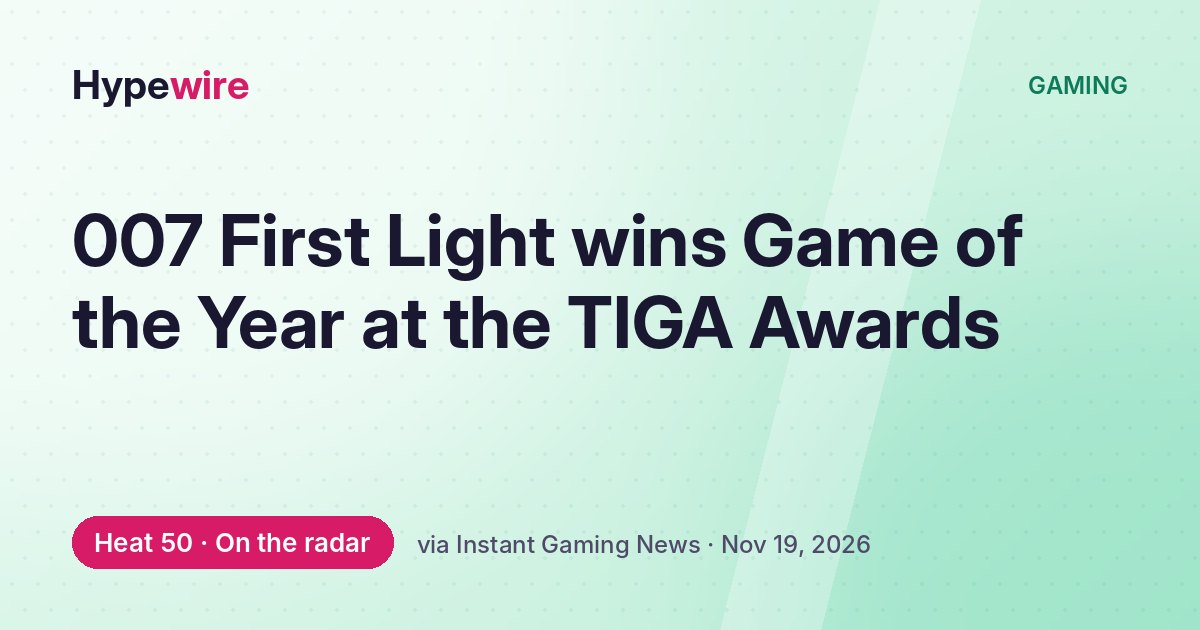 Hypewire
GAMING
007 First Light wins Game of
the Year at the TIGA Awards
Heat 50 · On the radar
via Instant Gaming News · Nov 19, 2026